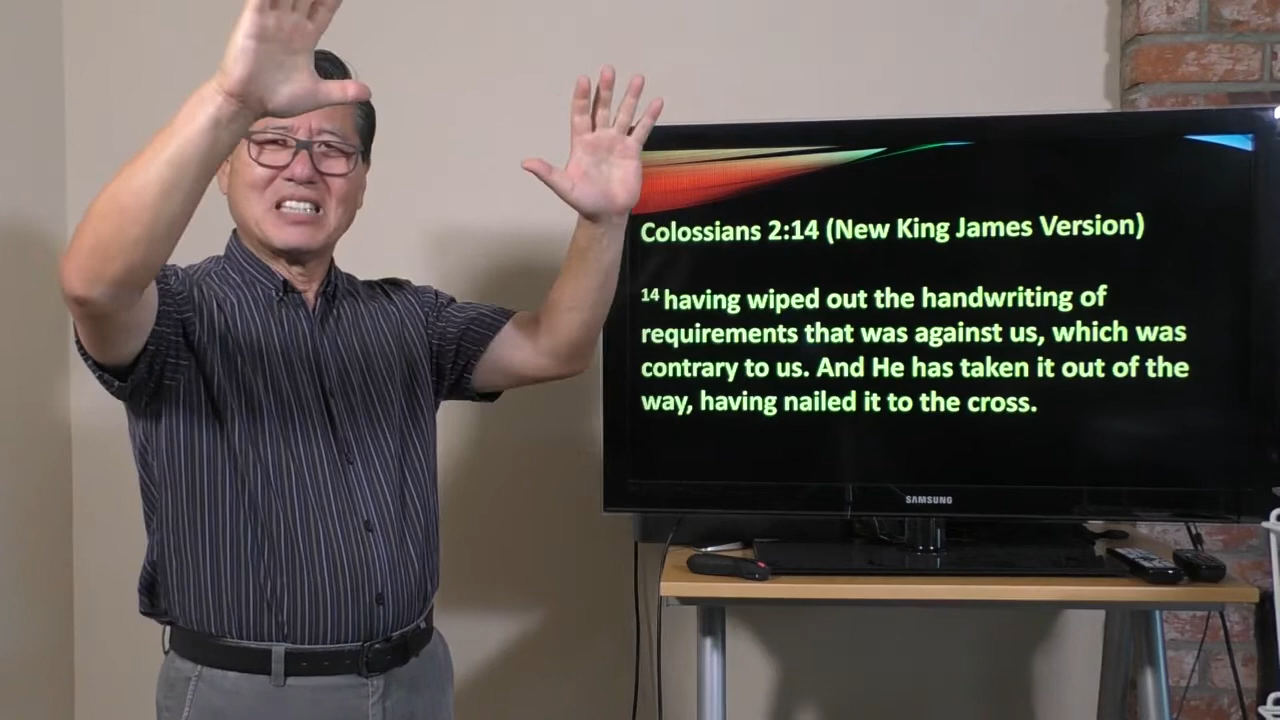 Colossians 2:14 (New King James Version)
14 having wiped out the handwriting of
requirements that was against us, which was
contrary to us. And He has taken it out of the
way, having nailed it to the cross.
SAMSUNG